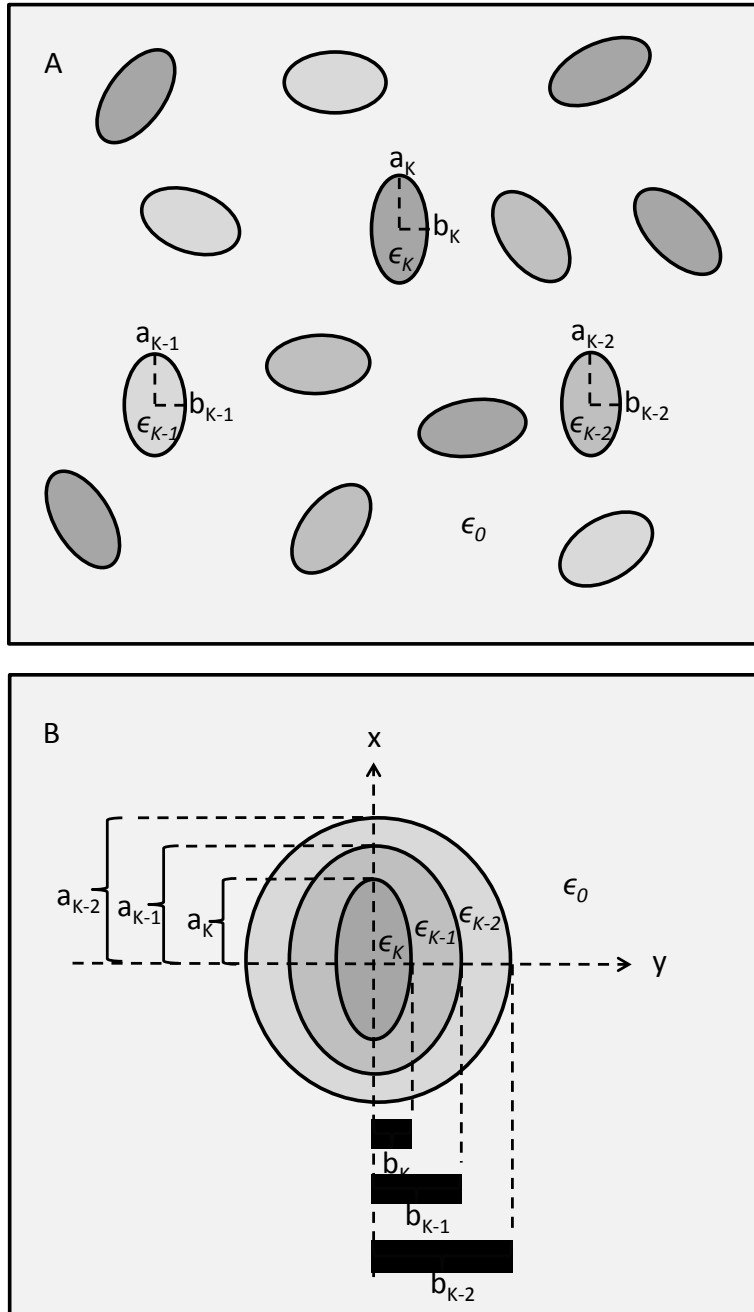 A
a_K
b_K
ϵ_K
a_K-1
b_K-1
ϵ_K-1
a_K-2
b_K-2
ϵ_K-2
ϵ_0
B
x
a_K-2
a_K-1
a_K
ϵ_K
ϵ_K-1
ϵ_K-2
ϵ_0
y
b_K
b_K-1
b_K-2